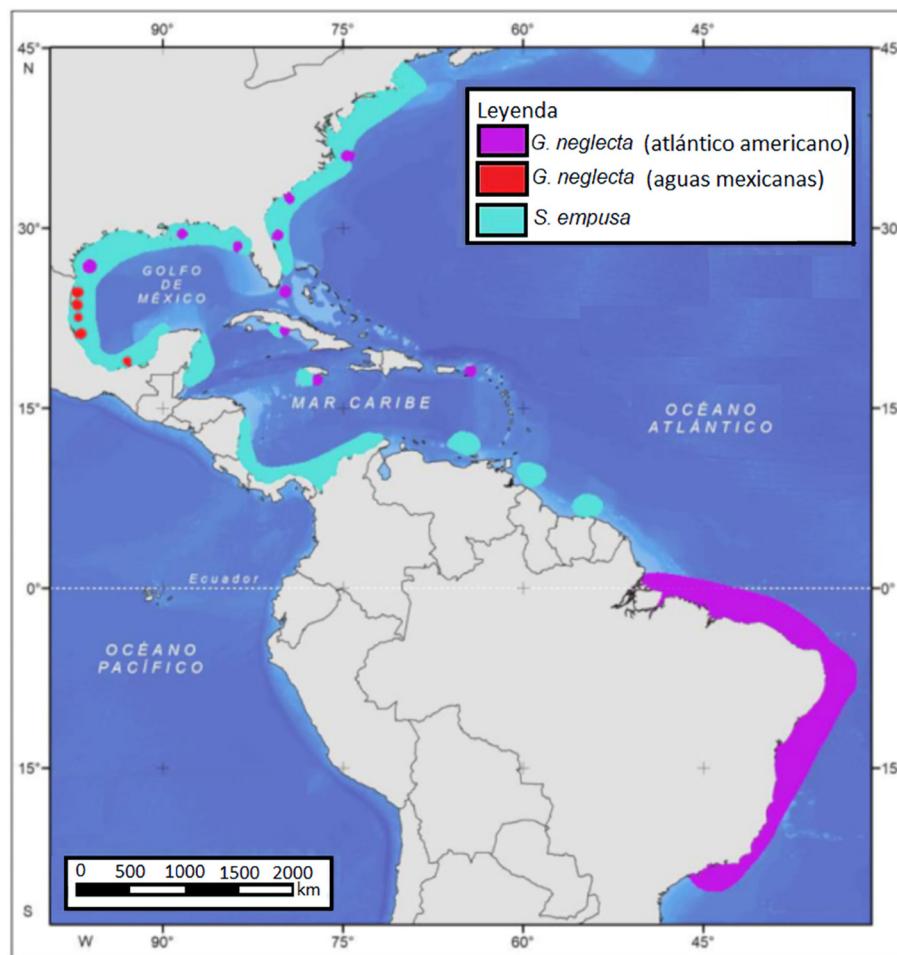 90° 75° 60° 45°
45° 45°
N
Leyenda
G. neglecta (atlántico americano)
G. neglecta (aguas mexicanas)
S. empusa
30° 30°
GOLFO
DE
MÉXICO
15° 15°
MAR CARIBE
OCÉANO
ATLÁNTICO
Ecuador
0° 0°
OCÉANO
PACÍFICO
15° 15°
0 500 1000 1500 2000
km
S
W 90° 75° 60° 45°